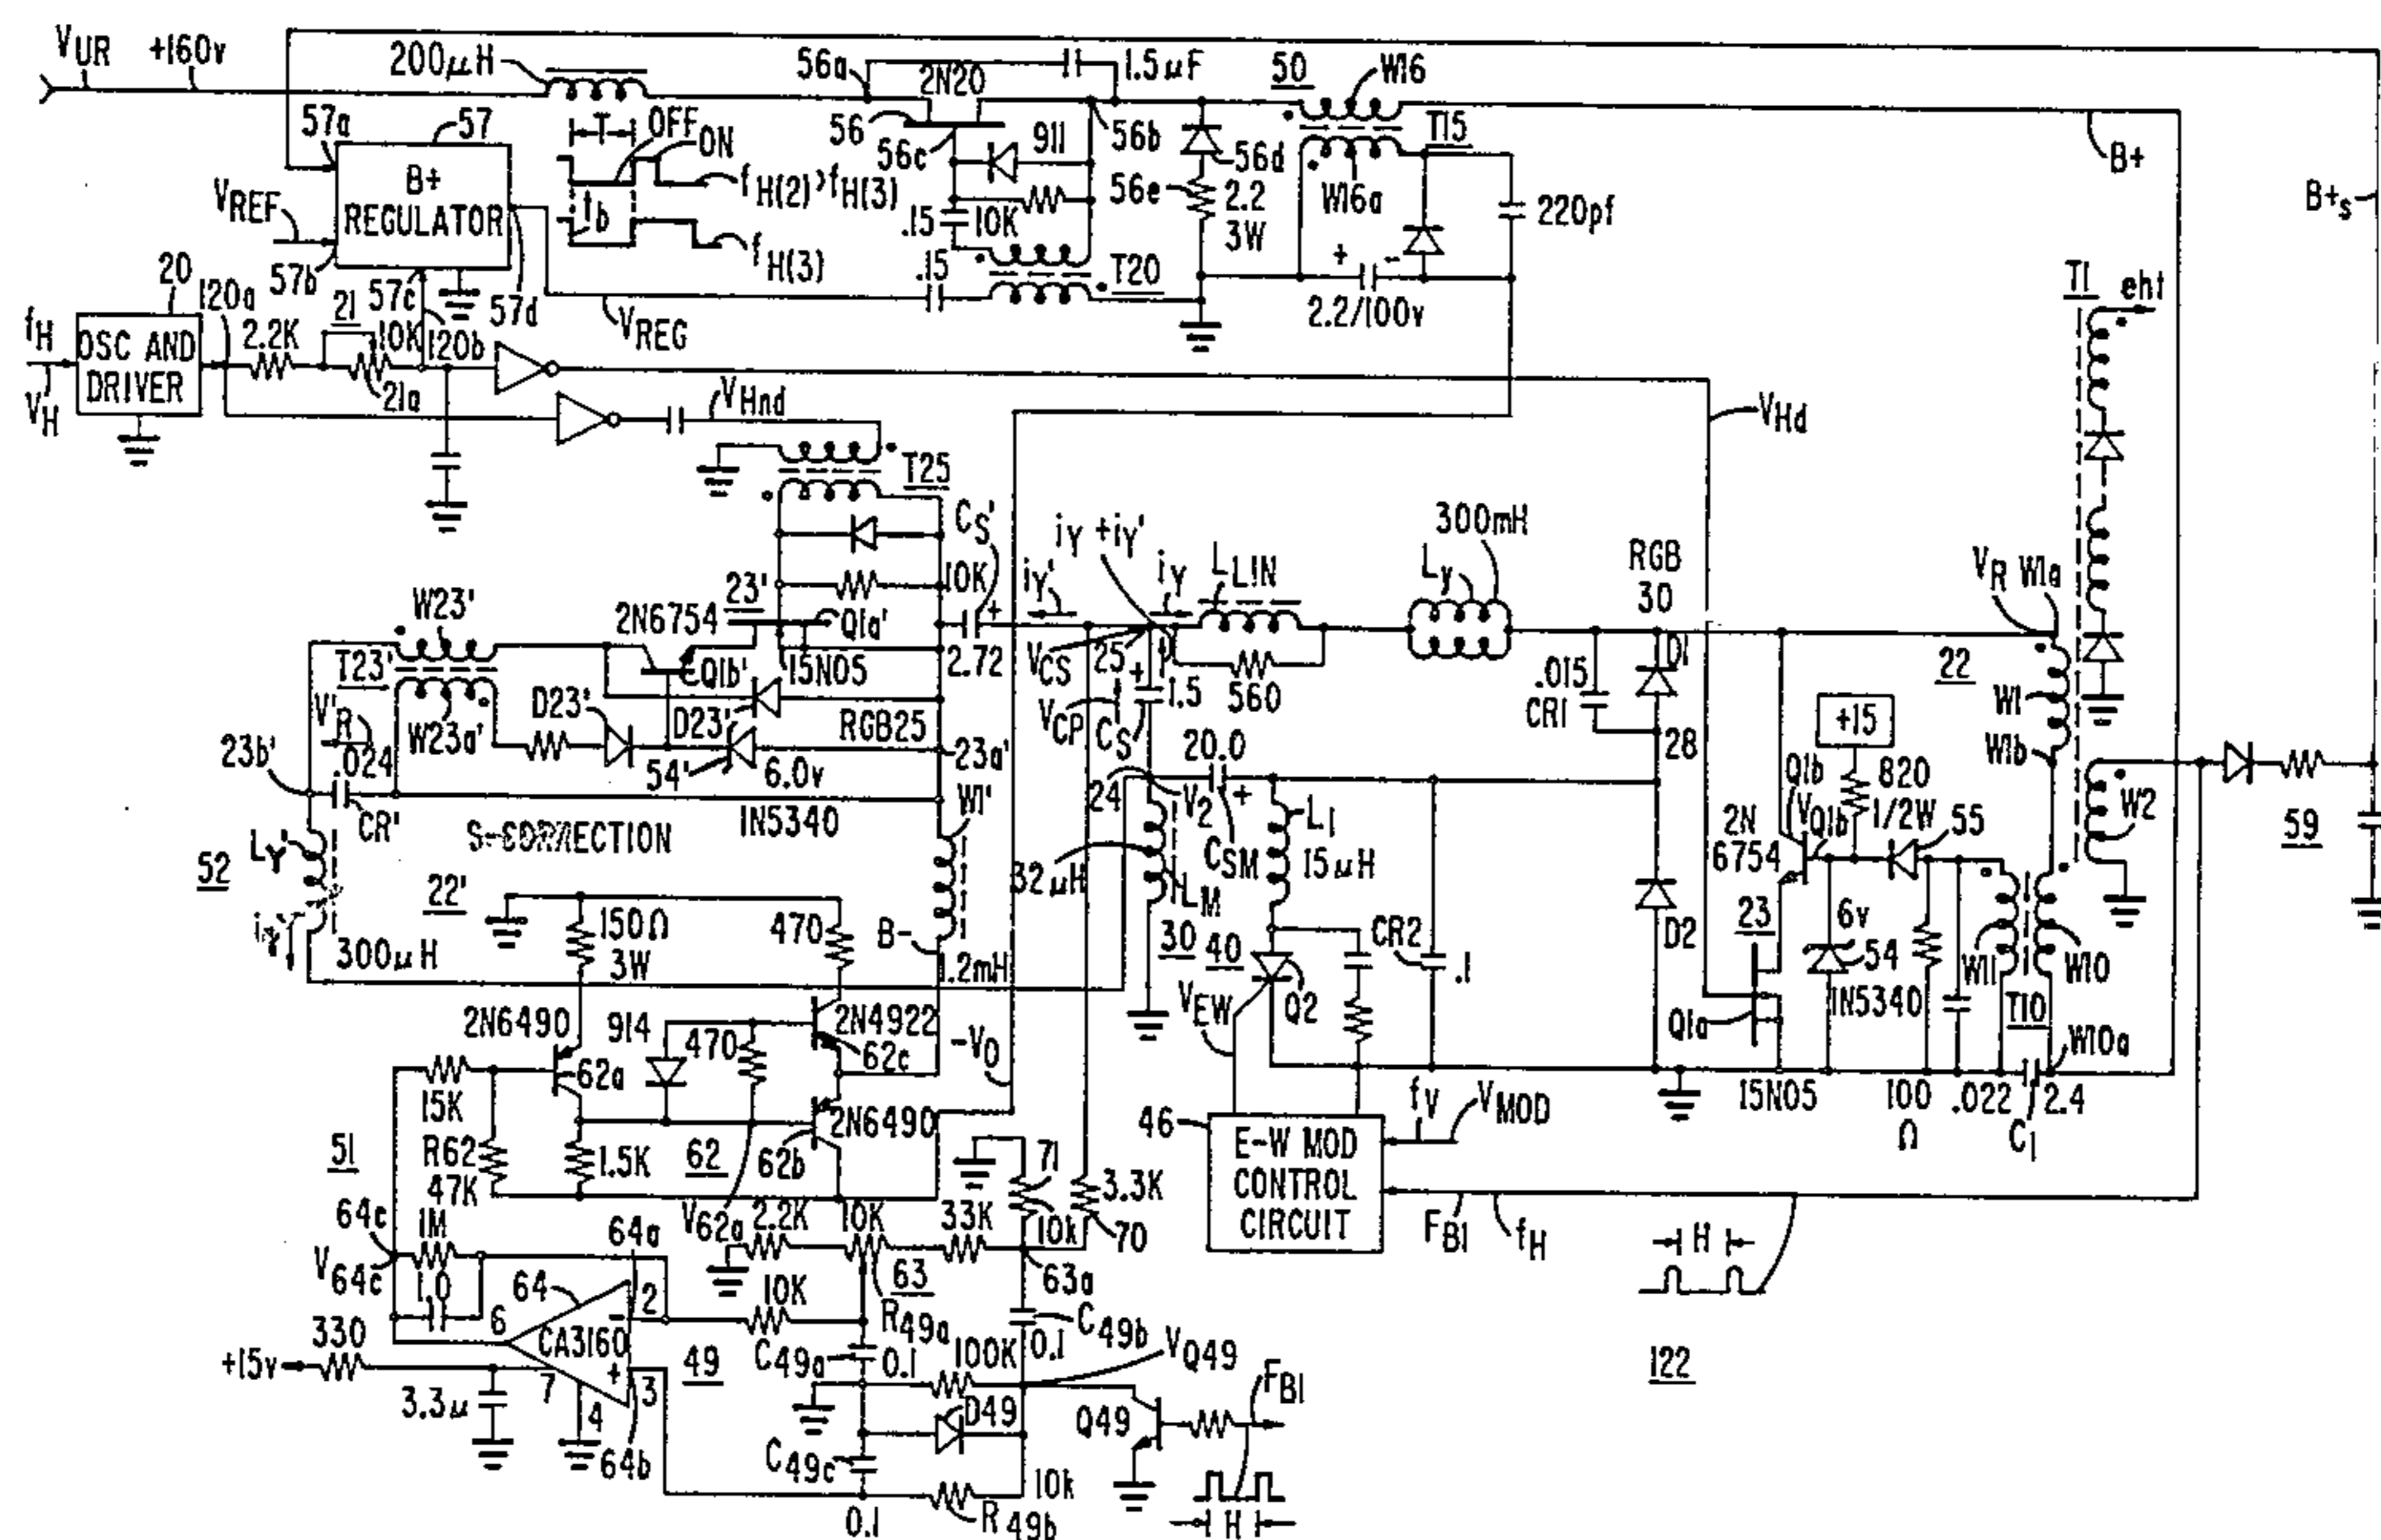 VUR +160v
200μH
56a
2N20
1.5μF
50
W16
57a
57
T
OFF
ON
56
56c
911
56b
56d
T15
B+
B+s
B+
REGULATOR
VREF
tb
fH(2)>fH(3)
fH(3)
.15
10K
56e
2.2
3W
W16a
220pf
57b
57c
57d
.15
T20
2.2/100v
+ -
20
120a
21
10K
120b
VREG
T1
eht
fH
OSC AND
DRIVER
2.2K
21a
VH
VHnd
VHd
T25
CS'
iY +iY'
300mH
RGB
30
iY'
iY
LLIN
Ly
VR W1a
W23'
2N6754
23'
10K
Q1a'
+
2.72
VCS
25
560
.015
CR1
D1
22
T23'
Q1b'
15N05
VCP
CS
+
1.5
+15
W1
V'R
W23a'
D23'
D23'
RGB25
20.0
28
Q1b
820
1/2W
W1b
23b'
.024
CR'
54'
6.0v
23a'
24
V2
+
L1
2N
6754
VQ1b
55
W2
59
S-CORRECTION
1N5340
W1'
LY'
52
32μH
CSM
15μH
LM
22'
150Ω
3W
470
B-
30
40
CR2
D2
23
6v
54
W11
W10
iY'
300μH
1.2mH
VEW
Q2
.1
1N5340
T10
2N6490
914
470
2N4922
-V0
Q1a
W10a
62a
62c
15K
2N6490
fV
VMOD
15N05
100
Ω
.022
2.4
C1
51
R62
47K
1.5K
62
62b
71
46
E-W MOD
CONTROL
CIRCUIT
64c
1M
V62a
2.2K
10K
33K
10k
3.3K
70
FB1
fH
H
V64c
1.0
64
64a
2
10K
63
63a
6
CA3160
-
R49a
C49b
330
C49a
0.1
100K
0.1
VQ49
+15v
49
+
3
FB1
122
3.3μ
7
4
D49
Q49
64b
C49c
10k
0.1
R49b
H